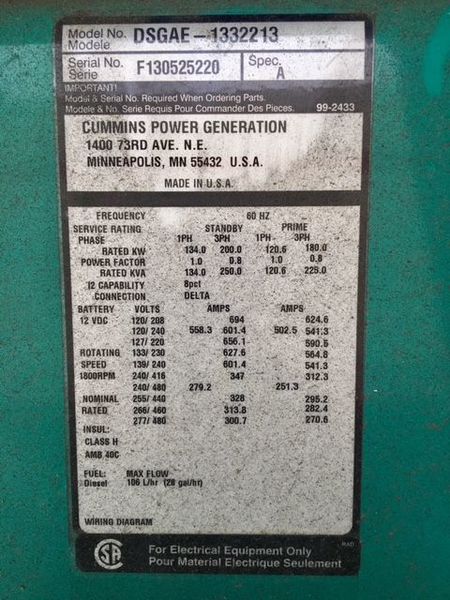 Model No. DSGAE-1332213
Modele
Serial No. F130525220 Spec. A
Serie
IMPORTANT!
Model & Serial No. Required When Ordering Parts.
Modele & No. Serie Requis Pour Commander Des Pieces. 99-2433
CUMMINS POWER GENERATION
1400 73RD AVE. N.E.
MINNEAPOLIS, MN 55432 U.S.A.
MADE IN U.S.A.
FREQUENCY 60 HZ
SERVICE RATING STANDBY PRIME
PHASE 1PH 3PH 1PH 3PH
RATED KW 134.0 200.0 120.6 180.0
POWER FACTOR 1.0 0.8 1.0 0.8
RATED KVA 134.0 250.0 120.6 225.0
I2 CAPABILITY 8pct
CONNECTION DELTA
BATTERY VOLTS AMPS AMPS
12 VDC 120/ 208 694 624.6
120/ 240 558.3 601.4 502.5 541.3
127/ 220 656.1 590.5
ROTATING 133/ 230 627.6 564.8
SPEED 139/ 240 601.4 541.3
1800RPM 240/ 416 347 312.3
240/ 480 279.2 251.3
NOMINAL 255/ 440 328 295.2
RATED 266/ 460 313.8 282.4
277/ 480 300.7 270.6
INSUL:
CLASS H
AMB 40C
FUEL: MAX FLOW
Diesel 106 L/hr (28 gal/hr)
WIRING DIAGRAM
For Electrical Equipment Only
Pour Material Electrique Seulement